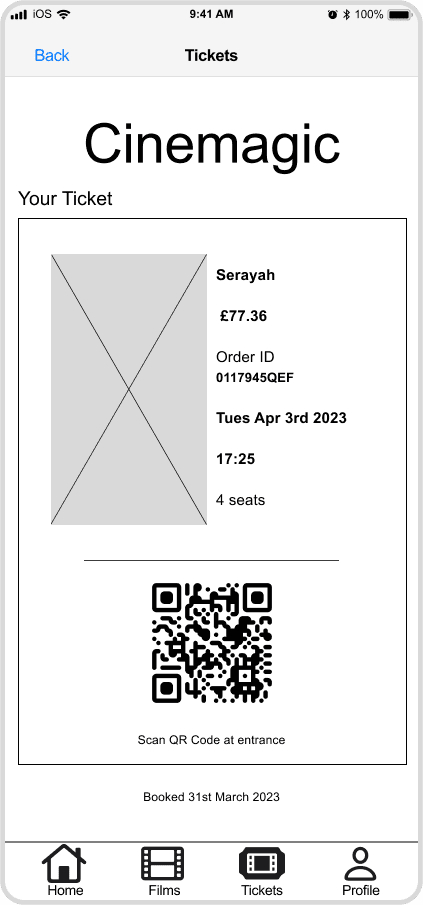 iOS 9:41 AM 100%
Back Tickets
Cinemagic
Your Ticket
Serayah
£77.36
Order ID
0117945QEF
Tues Apr 3rd 2023
17:25
4 seats
Scan QR Code at entrance
Booked 31st March 2023
Home Films Tickets Profile